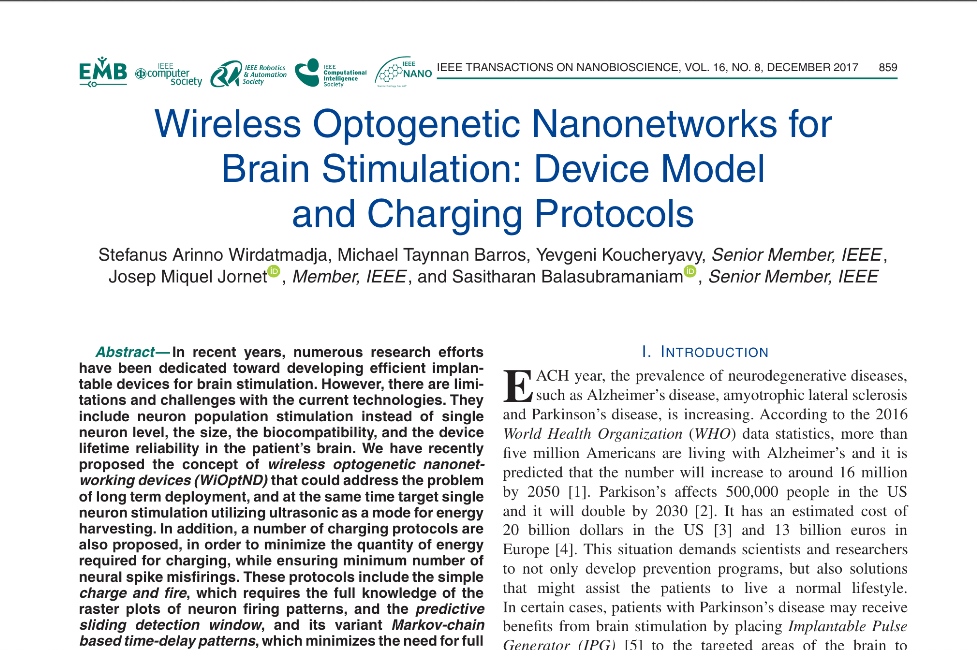 EMB
IEEE computer society
IEEE Robotics & Automation Society
IEEE Computational Intelligence Society
IEEE NANO
IEEE TRANSACTIONS ON NANOBIOSCIENCE, VOL. 16, NO. 8, DECEMBER 2017 859
Wireless Optogenetic Nanonetworks for
Brain Stimulation: Device Model
and Charging Protocols
Stefanus Arinno Wirdatmadja, Michael Taynnan Barros, Yevgeni Koucheryavy, Senior Member, IEEE,
Josep Miquel Jornet, Member, IEEE, and Sasitharan Balasubramaniam, Senior Member, IEEE
Abstract—In recent years, numerous research efforts
have been dedicated toward developing efficient implan-
table devices for brain stimulation. However, there are limi-
tations and challenges with the current technologies. They
include neuron population stimulation instead of single
neuron level, the size, the biocompatibility, and the device
lifetime reliability in the patient's brain. We have recently
proposed the concept of wireless optogenetic nanonet-
working devices (WiOptND) that could address the problem
of long term deployment, and at the same time target single
neuron stimulation utilizing ultrasonic as a mode for energy
harvesting. In addition, a number of charging protocols are
also proposed, in order to minimize the quantity of energy
required for charging, while ensuring minimum number of
neural spike misfirings. These protocols include the simple
charge and fire, which requires the full knowledge of the
raster plots of neuron firing patterns, and the predictive
sliding detection window, and its variant Markov-chain
based time-delay patterns, which minimizes the need for full
I. INTRODUCTION
EACH year, the prevalence of neurodegenerative diseases,
such as Alzheimer's disease, amyotrophic lateral sclerosis
and Parkinson's disease, is increasing. According to the 2016
World Health Organization (WHO) data statistics, more than
five million Americans are living with Alzheimer's and it is
predicted that the number will increase to around 16 million
by 2050 [1]. Parkison's affects 500,000 people in the US
and it will double by 2030 [2]. It has an estimated cost of
20 billion dollars in the US [3] and 13 billion euros in
Europe [4]. This situation demands scientists and researchers
to not only develop prevention programs, but also solutions
that might assist the patients to live a normal lifestyle.
In certain cases, patients with Parkinson's disease may receive
benefits from brain stimulation by placing Implantable Pulse
Generator (IPG) [5] to the targeted areas of the brain to